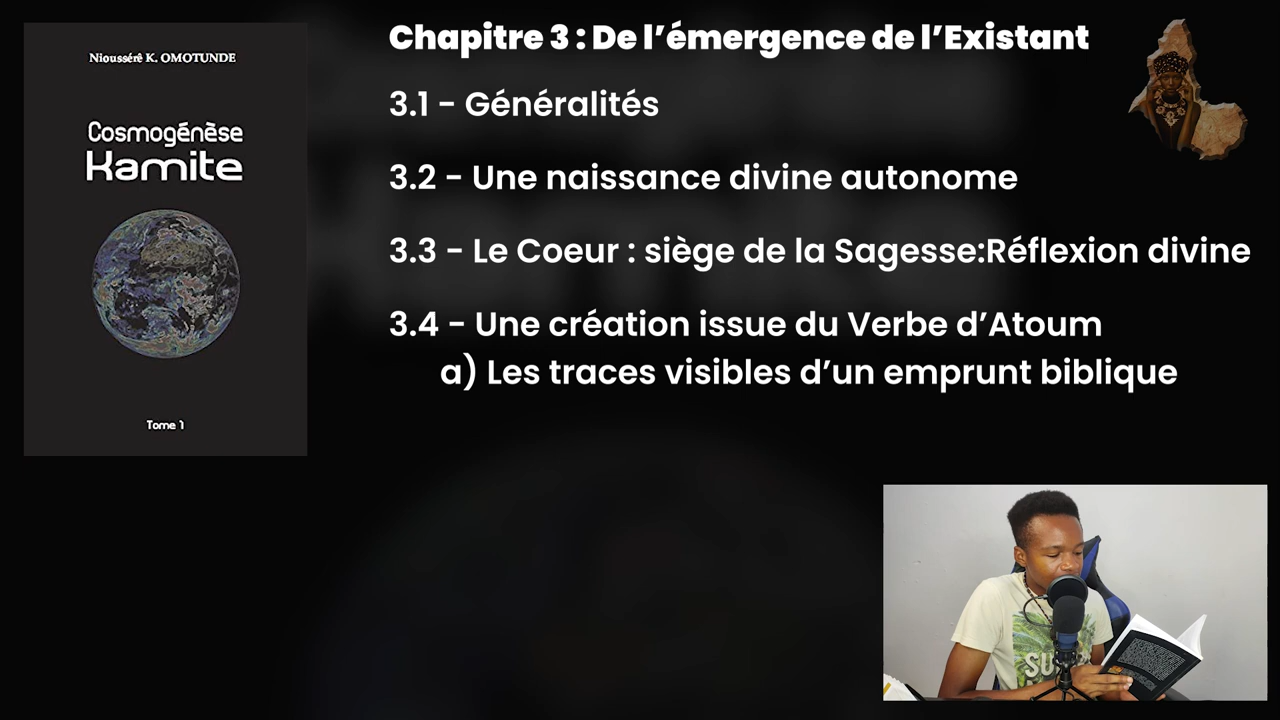 Nioussérê K. OMOTUNDE
Cosmogénèse
Kamite
Tome 1
Chapitre 3 : De l’émergence de l’Existant
3.1 - Généralités
3.2 - Une naissance divine autonome
3.3 - Le Coeur : siège de la Sagesse:Réflexion divine
3.4 - Une création issue du Verbe d’Atoum
a) Les traces visibles d’un emprunt biblique
SU